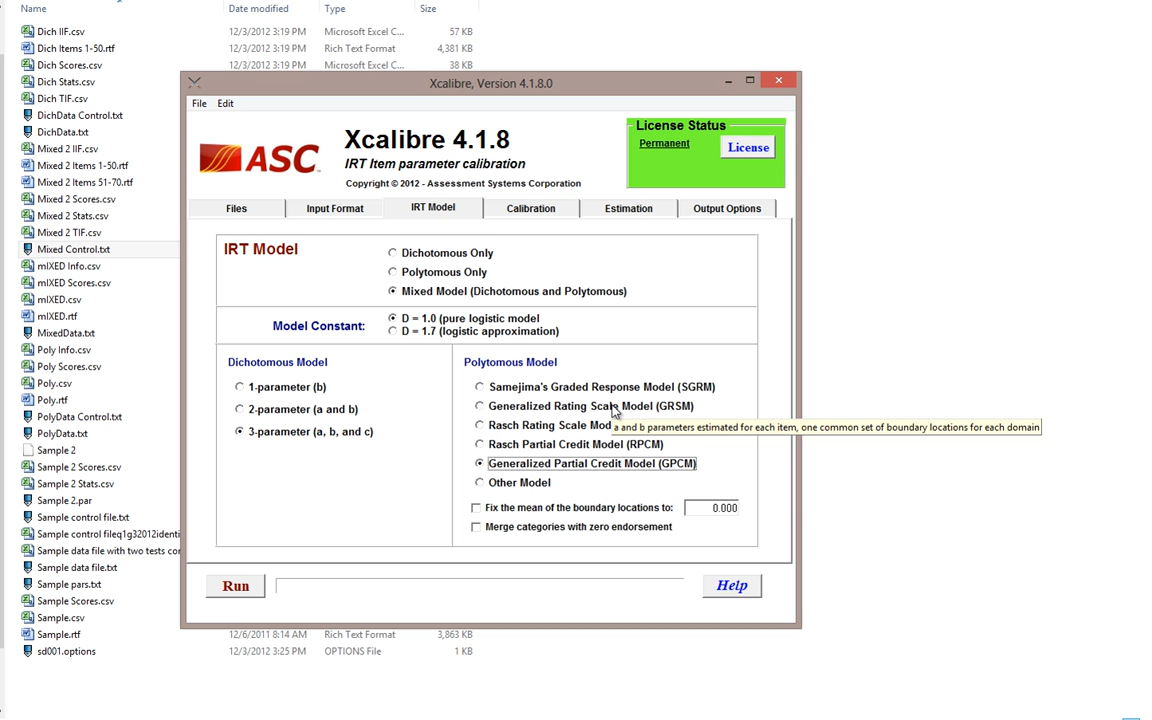 Name Date modified Type Size
Dich IIF.csv 12/3/2012 3:19 PM Microsoft Excel C... 57 KB
Dich Items 1-50.rtf 12/3/2012 3:19 PM Rich Text Format 4,381 KB
Dich Scores.csv 12/3/2012 3:19 PM Microsoft Excel C... 38 KB
Dich Stats.csv
Dich TIF.csv
DichData Control.txt
DichData.txt
Mixed 2 IIF.csv
Mixed 2 Items 1-50.rtf
Mixed 2 Items 51-70.rtf
Mixed 2 Scores.csv
Mixed 2 Stats.csv
Mixed 2 TIF.csv
Mixed Control.txt
mIXED Info.csv
mIXED Scores.csv
mIXED.csv
mIXED.rtf
MixedData.txt
Poly Info.csv
Poly Scores.csv
Poly.csv
Poly.rtf
PolyData Control.txt
PolyData.txt
Sample 2
Sample 2 Scores.csv
Sample 2 Stats.csv
Sample 2.par
Sample control file.txt
Sample control fileq1g32012identi
Sample data file with two tests co
Sample data file.txt
Sample pars.txt
Sample Scores.csv
Sample.csv
Sample.rtf 12/6/2011 8:14 AM Rich Text Format 3,863 KB
sd001.options 12/3/2012 3:25 PM OPTIONS File 1 KB
Xcalibre, Version 4.1.8.0
File Edit
ASC
Xcalibre 4.1.8
IRT Item parameter calibration
Copyright © 2012 - Assessment Systems Corporation
License Status
Permanent License
Files Input Format IRT Model Calibration Estimation Output Options
IRT Model
Dichotomous Only
Polytomous Only
Mixed Model (Dichotomous and Polytomous)
Model Constant:
D = 1.0 (pure logistic model
D = 1.7 (logistic approximation)
Dichotomous Model
1-parameter (b)
2-parameter (a and b)
3-parameter (a, b, and c)
Polytomous Model
Samejima's Graded Response Model (SGRM)
Generalized Rating Scale Model (GRSM)
Rasch Rating Scale Mod
a and b parameters estimated for each item, one common set of boundary locations for each domain
Rasch Partial Credit Model (RPCM)
Generalized Partial Credit Model (GPCM)
Other Model
Fix the mean of the boundary locations to: 0.000
Merge categories with zero endorsement
Run Help